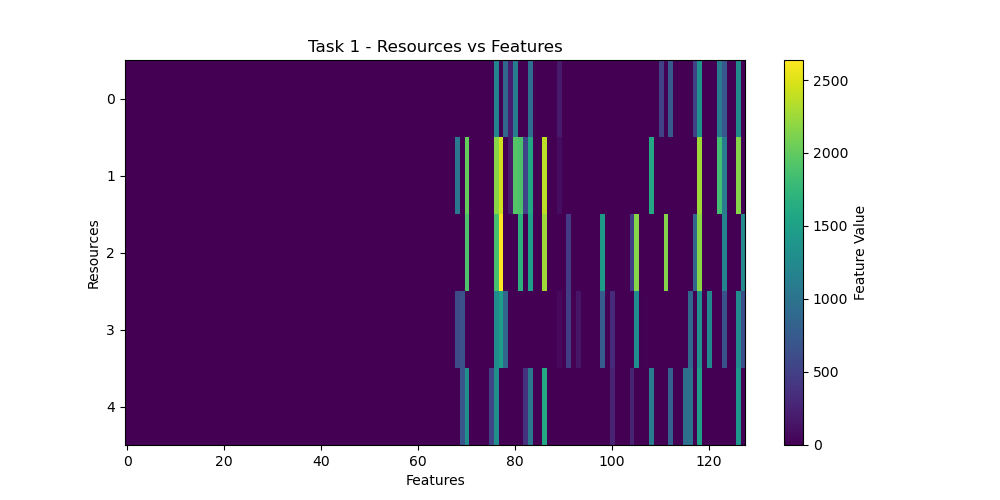 Task 1 - Resources vs Features
Resources
0
1
2
3
4
0 20 40 60 80 100 120
Features
2500
2000
1500
1000
500
0
Feature Value